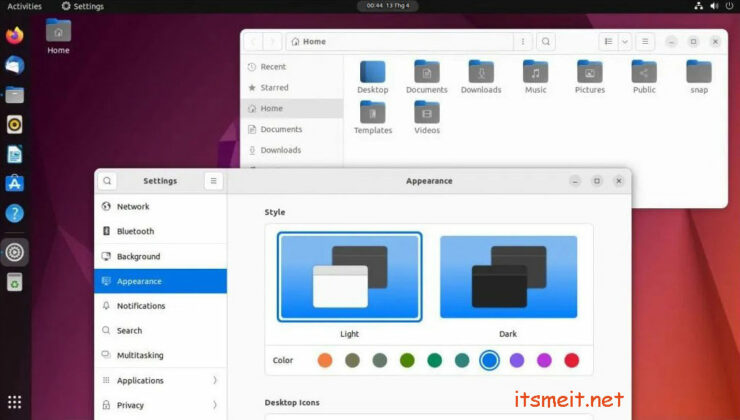 Activities
Settings
00:44 13 Thg 4
Home
Home
Recent
Starred
Home
Documents
Downloads
Desktop
Documents
Downloads
Music
Pictures
Public
snap
Templates
Videos
Settings
Appearance
Network
Bluetooth
Background
Appearance
Notifications
Search
Multitasking
Applications
Privacy
Style
Light
Dark
Color
Desktop Icons
itsmeit.net